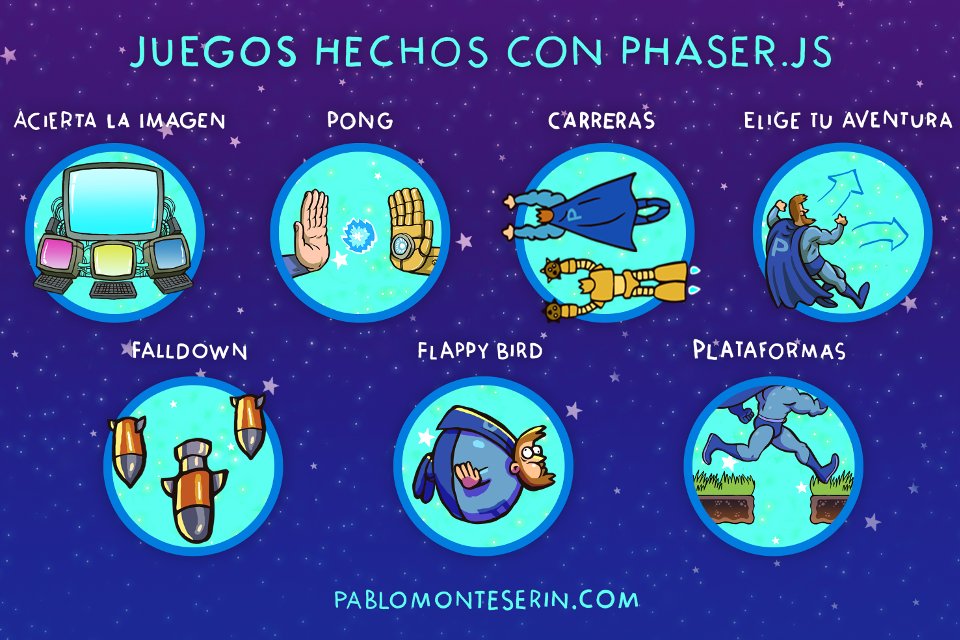 JUEGOS HECHOS CON PHASER.JS
ACIERTA LA IMAGEN
PONG
CARRERAS
ELIGE TU AVENTURA
FALLDOWN
FLAPPY BIRD
PLATAFORMAS
PABLOMONTESERIN.COM